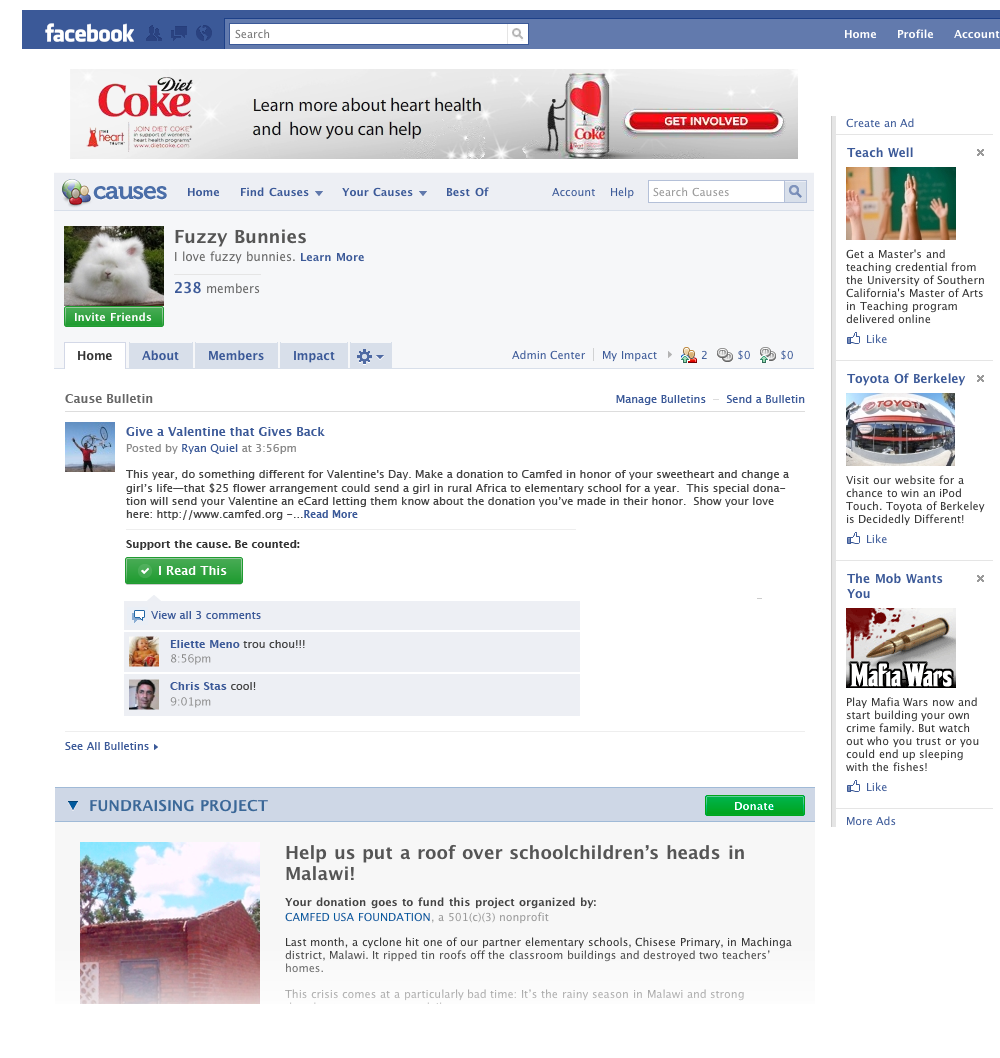 facebook
Search
Home Profile Account
Diet
Coke
THE
heart
TRUTH
JOIN DIET COKE
in support of women's
heart health programs
www.dietcoke.com
Learn more about heart health
and how you can help
Diet
Coke
GET INVOLVED
causes
Home Find Causes Your Causes Best Of
Account Help
Search Causes
Fuzzy Bunnies
I love fuzzy bunnies. Learn More
238 members
Invite Friends
Home About Members Impact
Admin Center My Impact 2 $0 $0
Cause Bulletin
Manage Bulletins – Send a Bulletin
Give a Valentine that Gives Back
Posted by Ryan Quiel at 3:56pm
This year, do something different for Valentine's Day. Make a donation to Camfed in honor of your sweetheart and change a
girl's life—that $25 flower arrangement could send a girl in rural Africa to elementary school for a year. This special dona-
tion will send your Valentine an eCard letting them know about the donation you've made in their honor. Show your love
here: http://www.camfed.org –...Read More
Support the cause. Be counted:
I Read This
View all 3 comments
Eliette Meno trou chou!!!
8:56pm
Chris Stas cool!
9:01pm
See All Bulletins
FUNDRAISING PROJECT
Donate
Help us put a roof over schoolchildren's heads in
Malawi!
Your donation goes to fund this project organized by:
CAMFED USA FOUNDATION, a 501(c)(3) nonprofit
Last month, a cyclone hit one of our partner elementary schools, Chisese Primary, in Machinga
district, Malawi. It ripped tin roofs off the classroom buildings and destroyed two teachers'
homes.
This crisis comes at a particularly bad time: It's the rainy season in Malawi and strong
Create an Ad
Teach Well
Get a Master's and
teaching credential from
the University of Southern
California's Master of Arts
in Teaching program
delivered online
Like
Toyota Of Berkeley
TOYOTA
Visit our website for a
chance to win an iPod
Touch. Toyota of Berkeley
is Decidedly Different!
Like
The Mob Wants
You
Mafia Wars
Play Mafia Wars now and
start building your own
crime family. But watch
out who you trust or you
could end up sleeping
with the fishes!
Like
More Ads